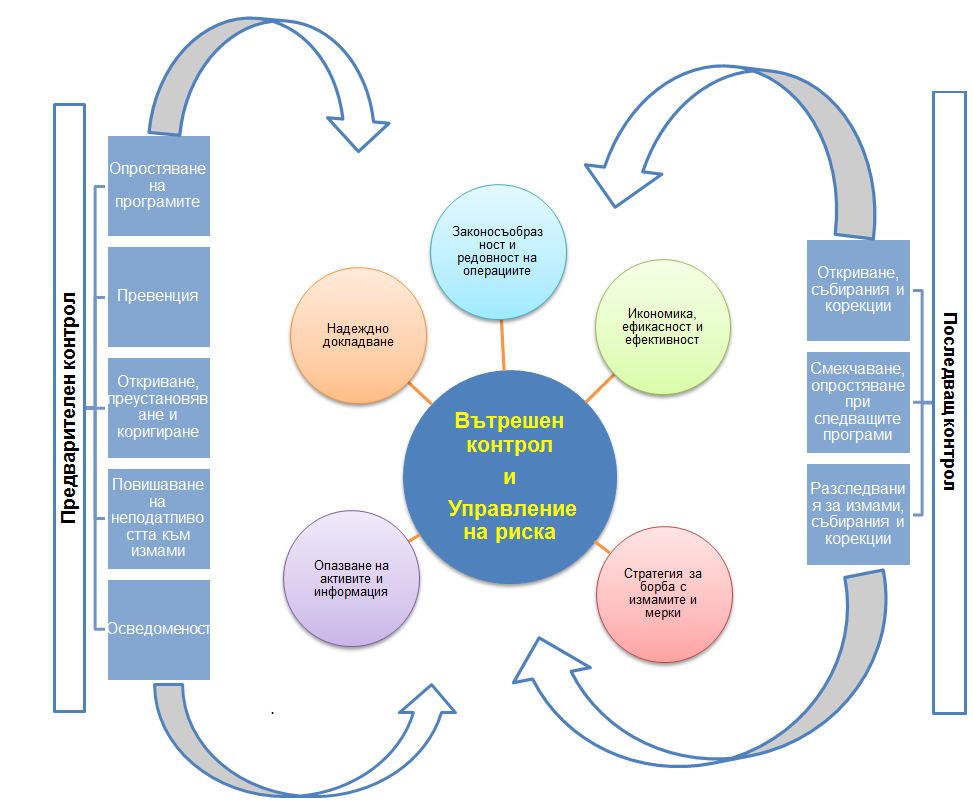 Предварителен контрол
Опростяване
на
програмите
Превенция
Откриване,
преустановяв
ане и
коригиране
Повишаване
на
неподатливо
стта към
измами
Осведоменост
Законосъобраз
ност и
редовност на
операциите
Надеждно
докладване
Икономика,
ефикасност и
ефективност
Вътрешен
контрол
и
Управление
на риска
Опазване на
активите и
информация
Стратегия за
борба с
измамите и
мерки
.
Откриване,
събирания и
корекции
Смекчаване,
опростяване
при
следващите
програми
Разследвани
я за измами,
събирания и
корекции
Последващ контрол